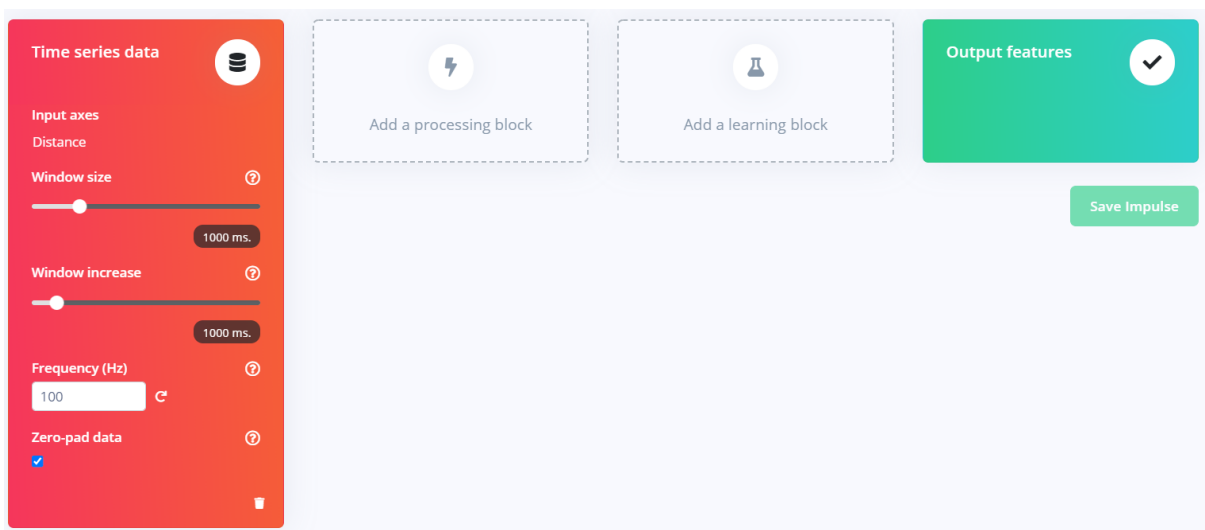 Time series data
Input axes
Distance
Window size
1000 ms.
Window increase
1000 ms.
Frequency (Hz)
100
Zero-pad data
Add a processing block
Add a learning block
Output features
Save Impulse